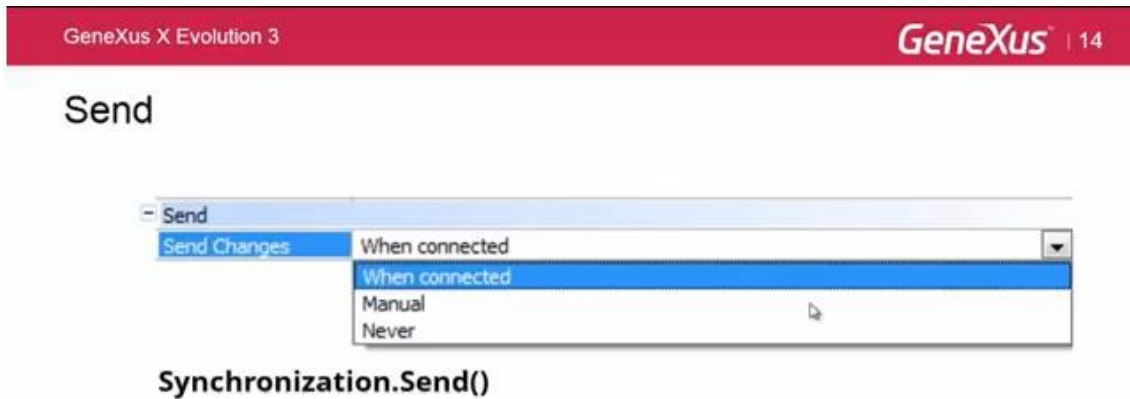 GeneXus X Evolution 3
GeneXus | 14
Send
Send
Send Changes When connected
When connected
Manual
Never
Synchronization.Send()